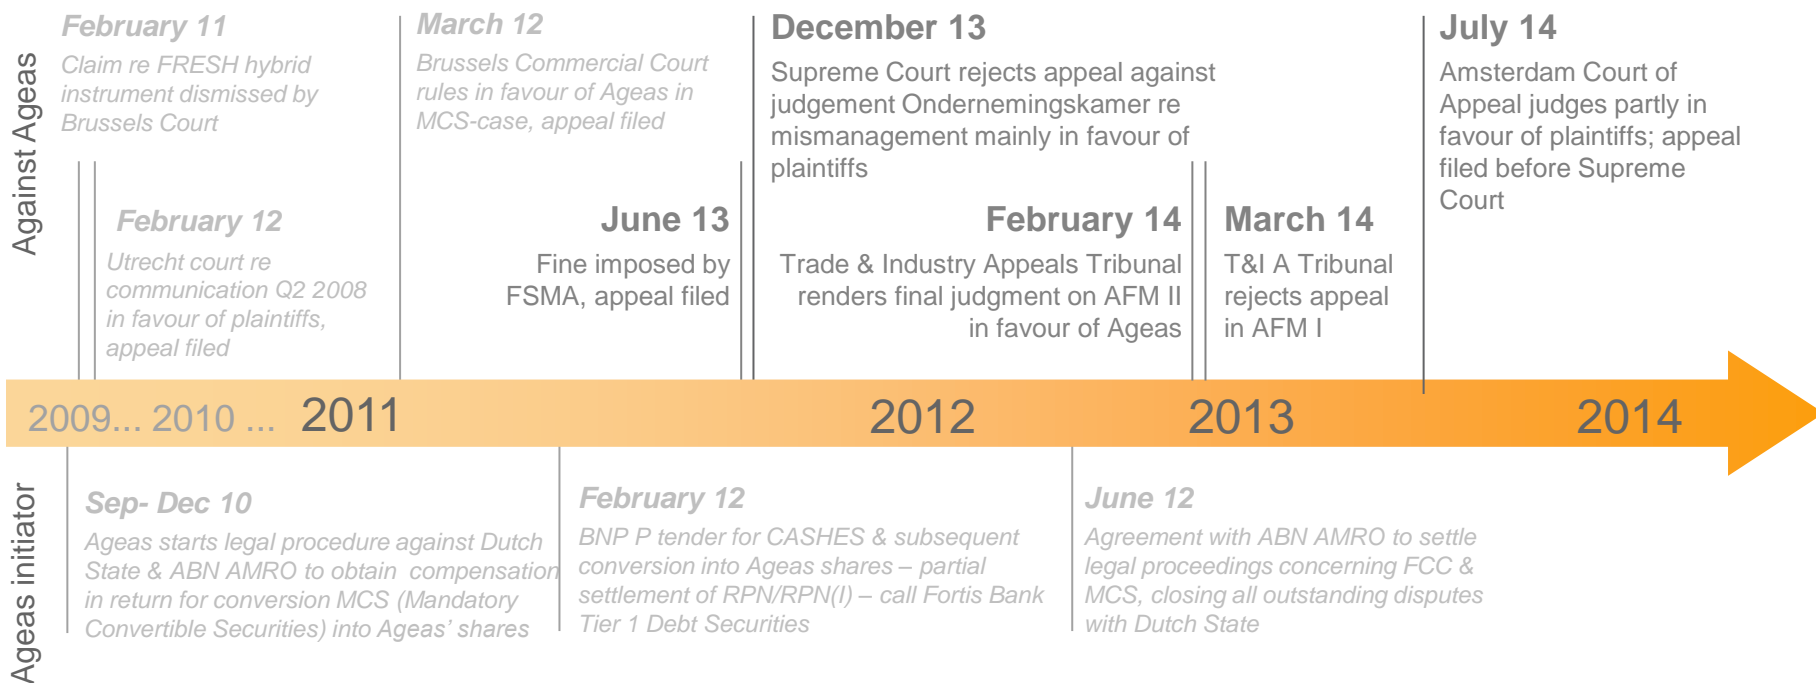 Against Ageas
February 11
Claim re FRESH hybrid
instrument dismissed by
Brussels Court
March 12
Brussels Commercial Court
rules in favour of Ageas in
MCS-case, appeal filed
December 13
Supreme Court rejects appeal against
judgement Ondernemingskamer re
mismanagement mainly in favour of
plaintiffs
July 14
Amsterdam Court of
Appeal judges partly in
favour of plaintiffs; appeal
filed before Supreme
Court
February 12
Utrecht court re
communication Q2 2008
in favour of plaintiffs,
appeal filed
June 13
Fine imposed by
FSMA, appeal filed
February 14
Trade & Industry Appeals Tribunal
renders final judgment on AFM II
in favour of Ageas
March 14
T&I A Tribunal
rejects appeal
in AFM I
2009... 2010 ... 2011 2012 2013 2014
Ageas initiator
Sep- Dec 10
Ageas starts legal procedure against Dutch
State & ABN AMRO to obtain compensation
in return for conversion MCS (Mandatory
Convertible Securities) into Ageas' shares
February 12
BNP P tender for CASHES & subsequent
conversion into Ageas shares – partial
settlement of RPN/RPN(I) – call Fortis Bank
Tier 1 Debt Securities
June 12
Agreement with ABN AMRO to settle
legal proceedings concerning FCC &
MCS, closing all outstanding disputes
with Dutch State